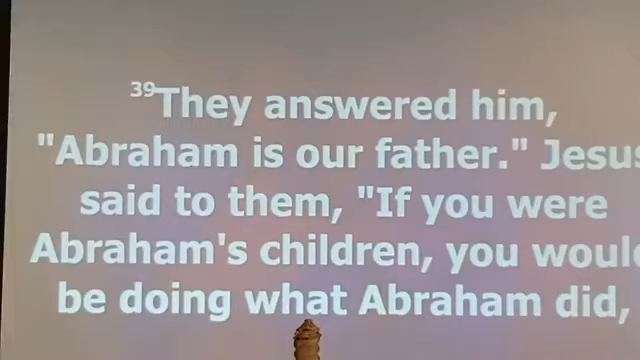 39They answered him,
"Abraham is our father." Jesus
said to them, "If you were
Abraham's children, you would
be doing what Abraham did,